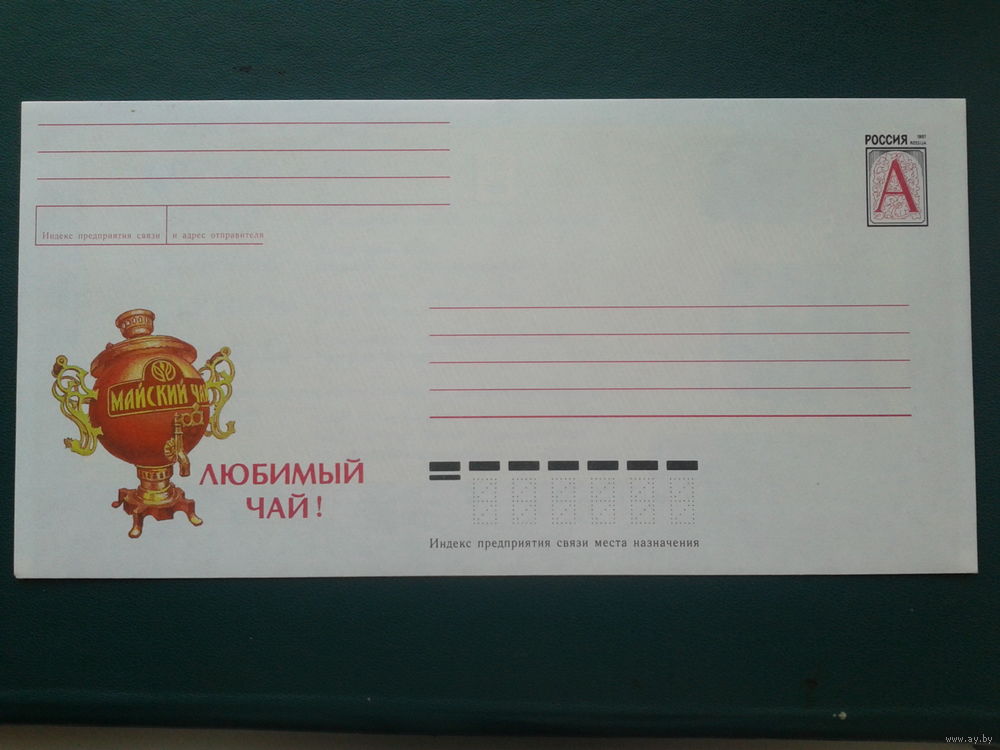 РОССИЯ 1997
ROSSIJA
А
Индекс предприятия связи и адрес отправителя
МАЙСКИЙ ЧАЙ
ЛЮБИМЫЙ
ЧАЙ!
Индекс предприятия связи места назначения
www.ay.by